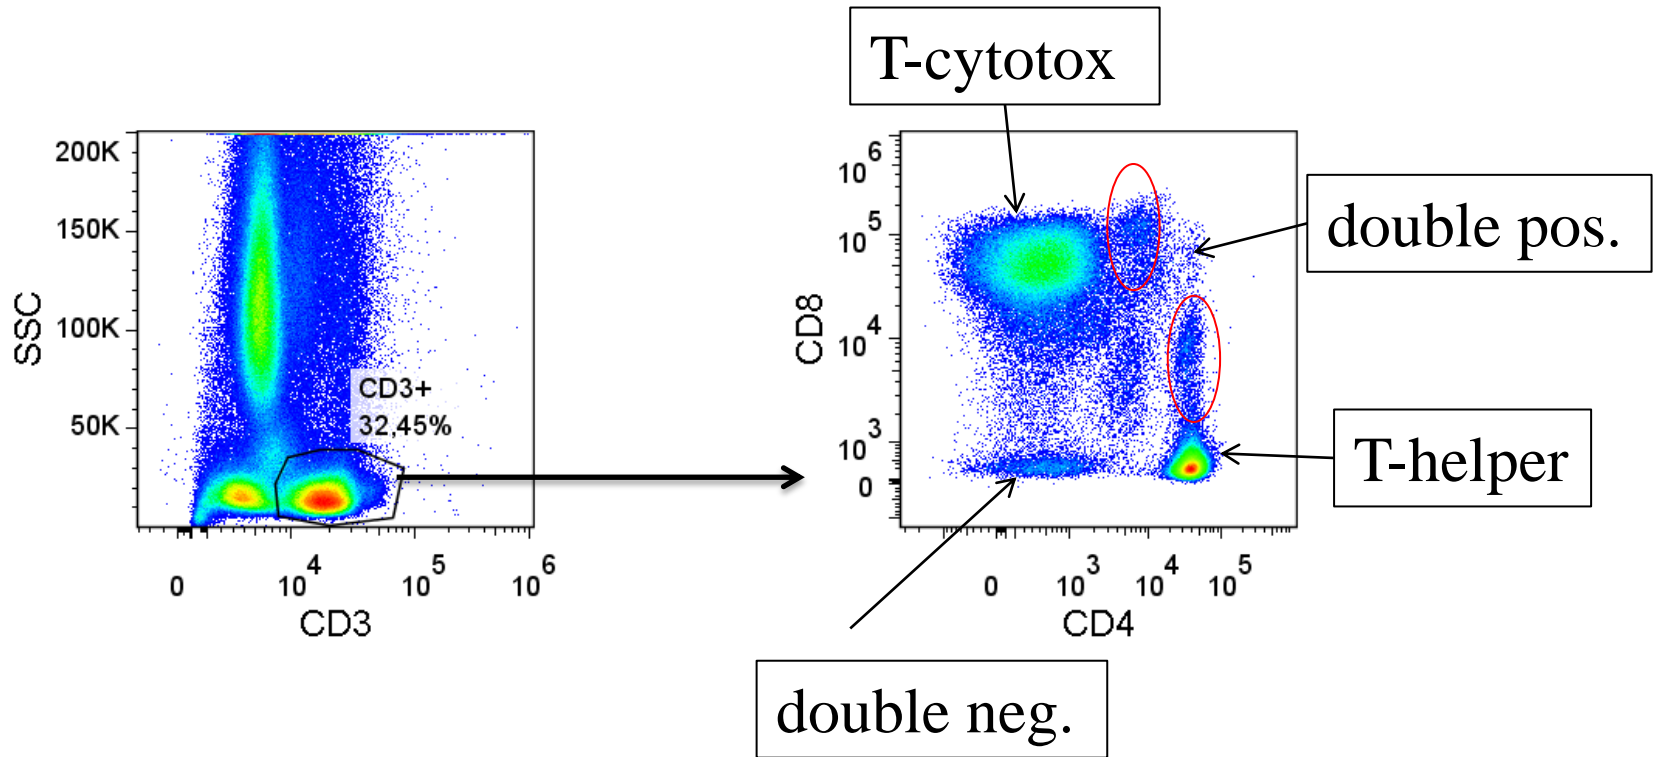 T-cytotox
200K
150K
100K
50K
SSC
CD3+
32,45%
0
10^4
10^5
10^6
CD3
10^6
10^5
10^4
10^3
0
CD8
0
10^3
10^4
10^5
CD4
double pos.
T-helper
double neg.